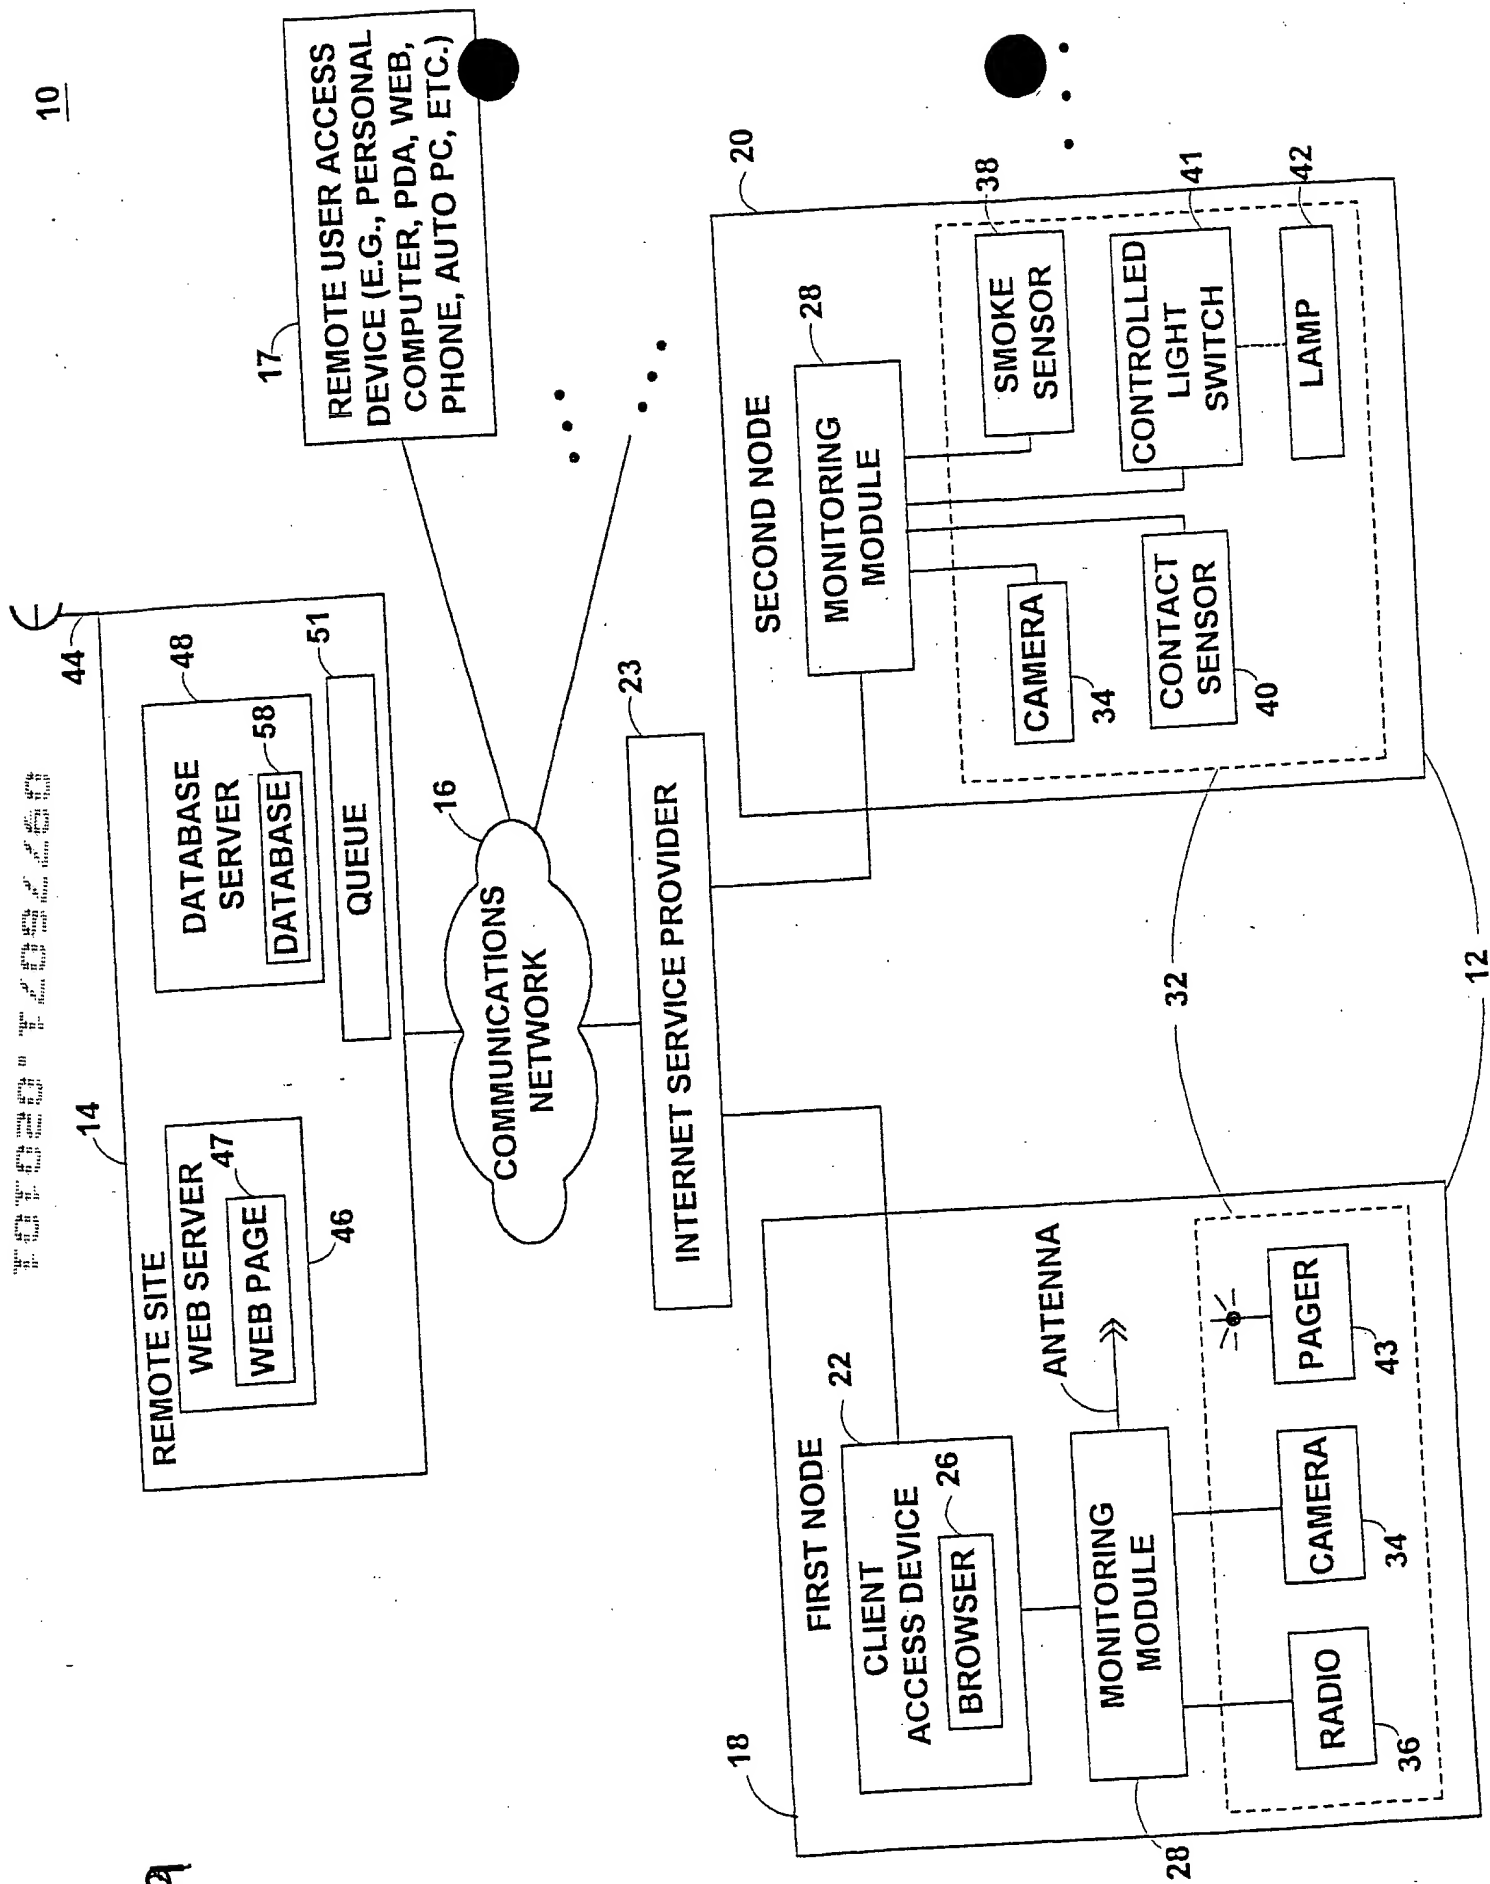 10
REMOTE USER ACCESS
DEVICE (E.G., PERSONAL
COMPUTER, PDA, WEB,
PHONE, AUTO PC, ETC.)
17
44
14
REMOTE SITE
WEB SERVER
47
WEB PAGE
46
DATABASE
SERVER
48
DATABASE
58
QUEUE
51
16
COMMUNICATIONS
NETWORK
23
INTERNET SERVICE PROVIDER
18
FIRST NODE
22
CLIENT
ACCESS DEVICE
26
BROWSER
ANTENNA
MONITORING
MODULE
28
RADIO
36
CAMERA
34
PAGER
43
32
12
20
SECOND NODE
28
MONITORING
MODULE
CAMERA
34
SMOKE
SENSOR
38
CONTACT
SENSOR
40
CONTROLLED
LIGHT
SWITCH
41
LAMP
42